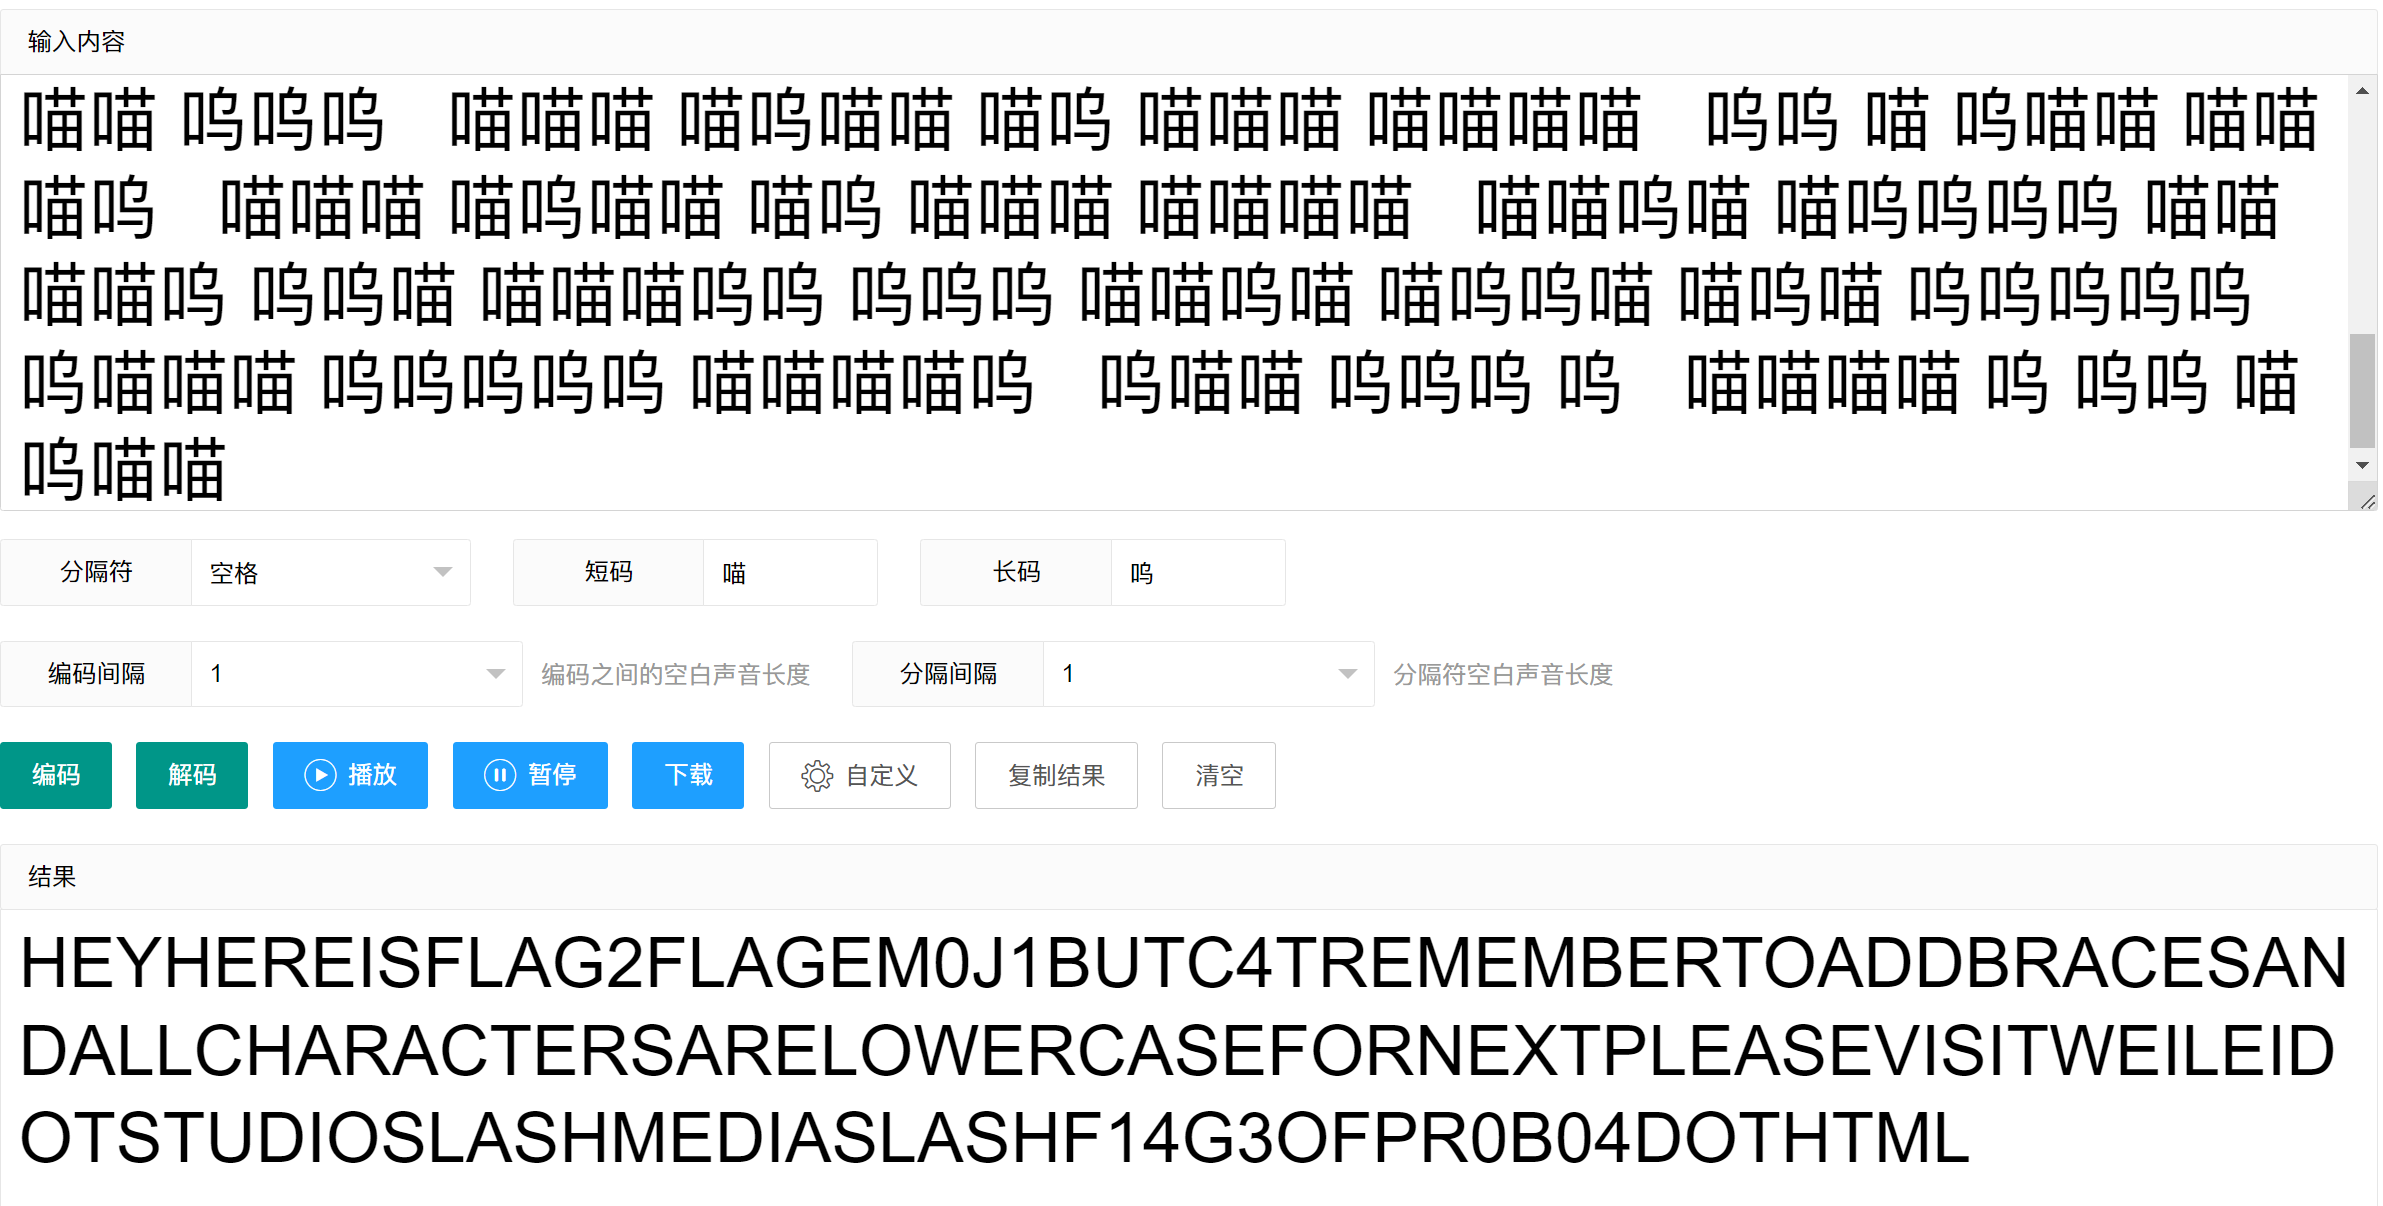 输入内容
喵喵 呜呜呜　喵喵喵 喵呜喵喵 喵呜 喵喵喵 喵喵喵喵　呜呜 喵 呜喵喵 喵喵
喵呜　喵喵喵 喵呜喵喵 喵呜 喵喵喵 喵喵喵喵　喵喵呜喵 喵呜呜呜呜 喵喵
喵喵呜 呜呜喵 喵喵喵呜呜 呜呜呜 喵喵呜喵 喵呜呜喵 喵呜喵 呜呜呜呜呜
呜喵喵喵 呜呜呜呜呜 喵喵喵喵呜　呜喵喵 呜呜呜 呜　喵喵喵喵 呜 呜呜 喵
呜喵喵
分隔符 空格 短码 喵 长码 呜
编码间隔 1 编码之间的空白声音长度 分隔间隔 1 分隔符空白声音长度
编码 解码 播放 暂停 下载 自定义 复制结果 清空
结果
HEYHEREISFLAG2FLAGEM0J1BUTC4TREMEMBERTOADDBRACESAN
DALLCHARACTERSARELOWERCASEFORNEXTPLEASEVISITWEILEID
OTSTUDIOSLASHMEDIASLASHF14G3OFPR0B04DOTHTML